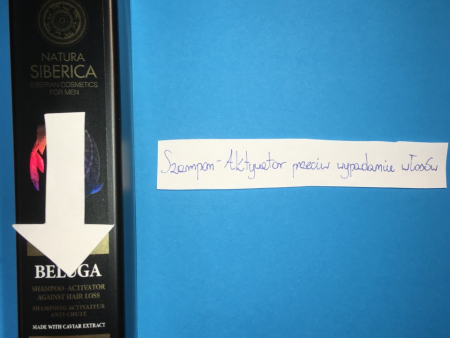 NATURA
SIBERICA
SIBERIAN COSMETICS
FOR MEN
BELUGA
SHAMPOO-ACTIVATOR
AGAINST HAIR LOSS
SHAMPOOING ACTIVATEUR
ANTI-CHUTE
MADE WITH CAVIAR EXTRACT
Szampon-Aktywator przeciw wypadaniu włosów